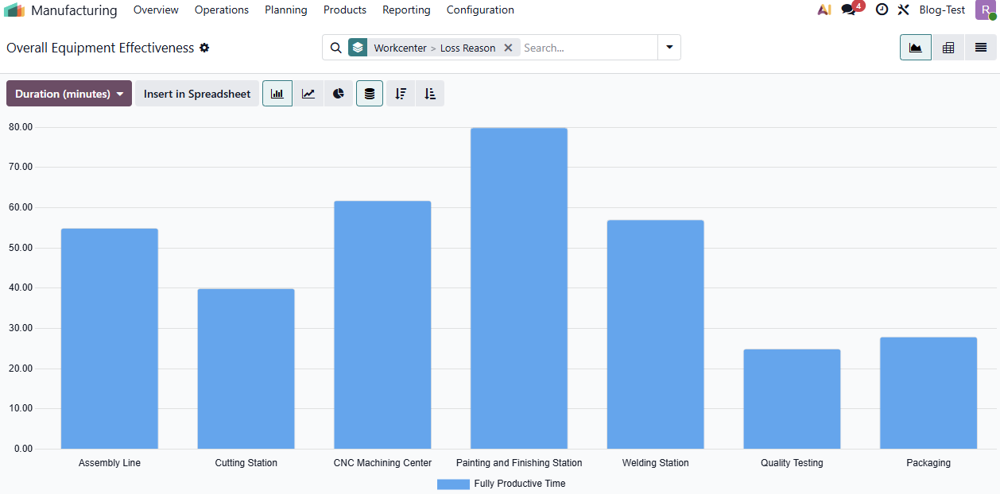 Manufacturing Overview Operations Planning Products Reporting Configuration AI 4 Blog-Test R
Overall Equipment Effectiveness Workcenter > Loss Reason Search...
Duration (minutes) Insert in Spreadsheet
80.00
70.00
60.00
50.00
40.00
30.00
20.00
10.00
0.00
Assembly Line Cutting Station CNC Machining Center Painting and Finishing Station Welding Station Quality Testing Packaging
Fully Productive Time